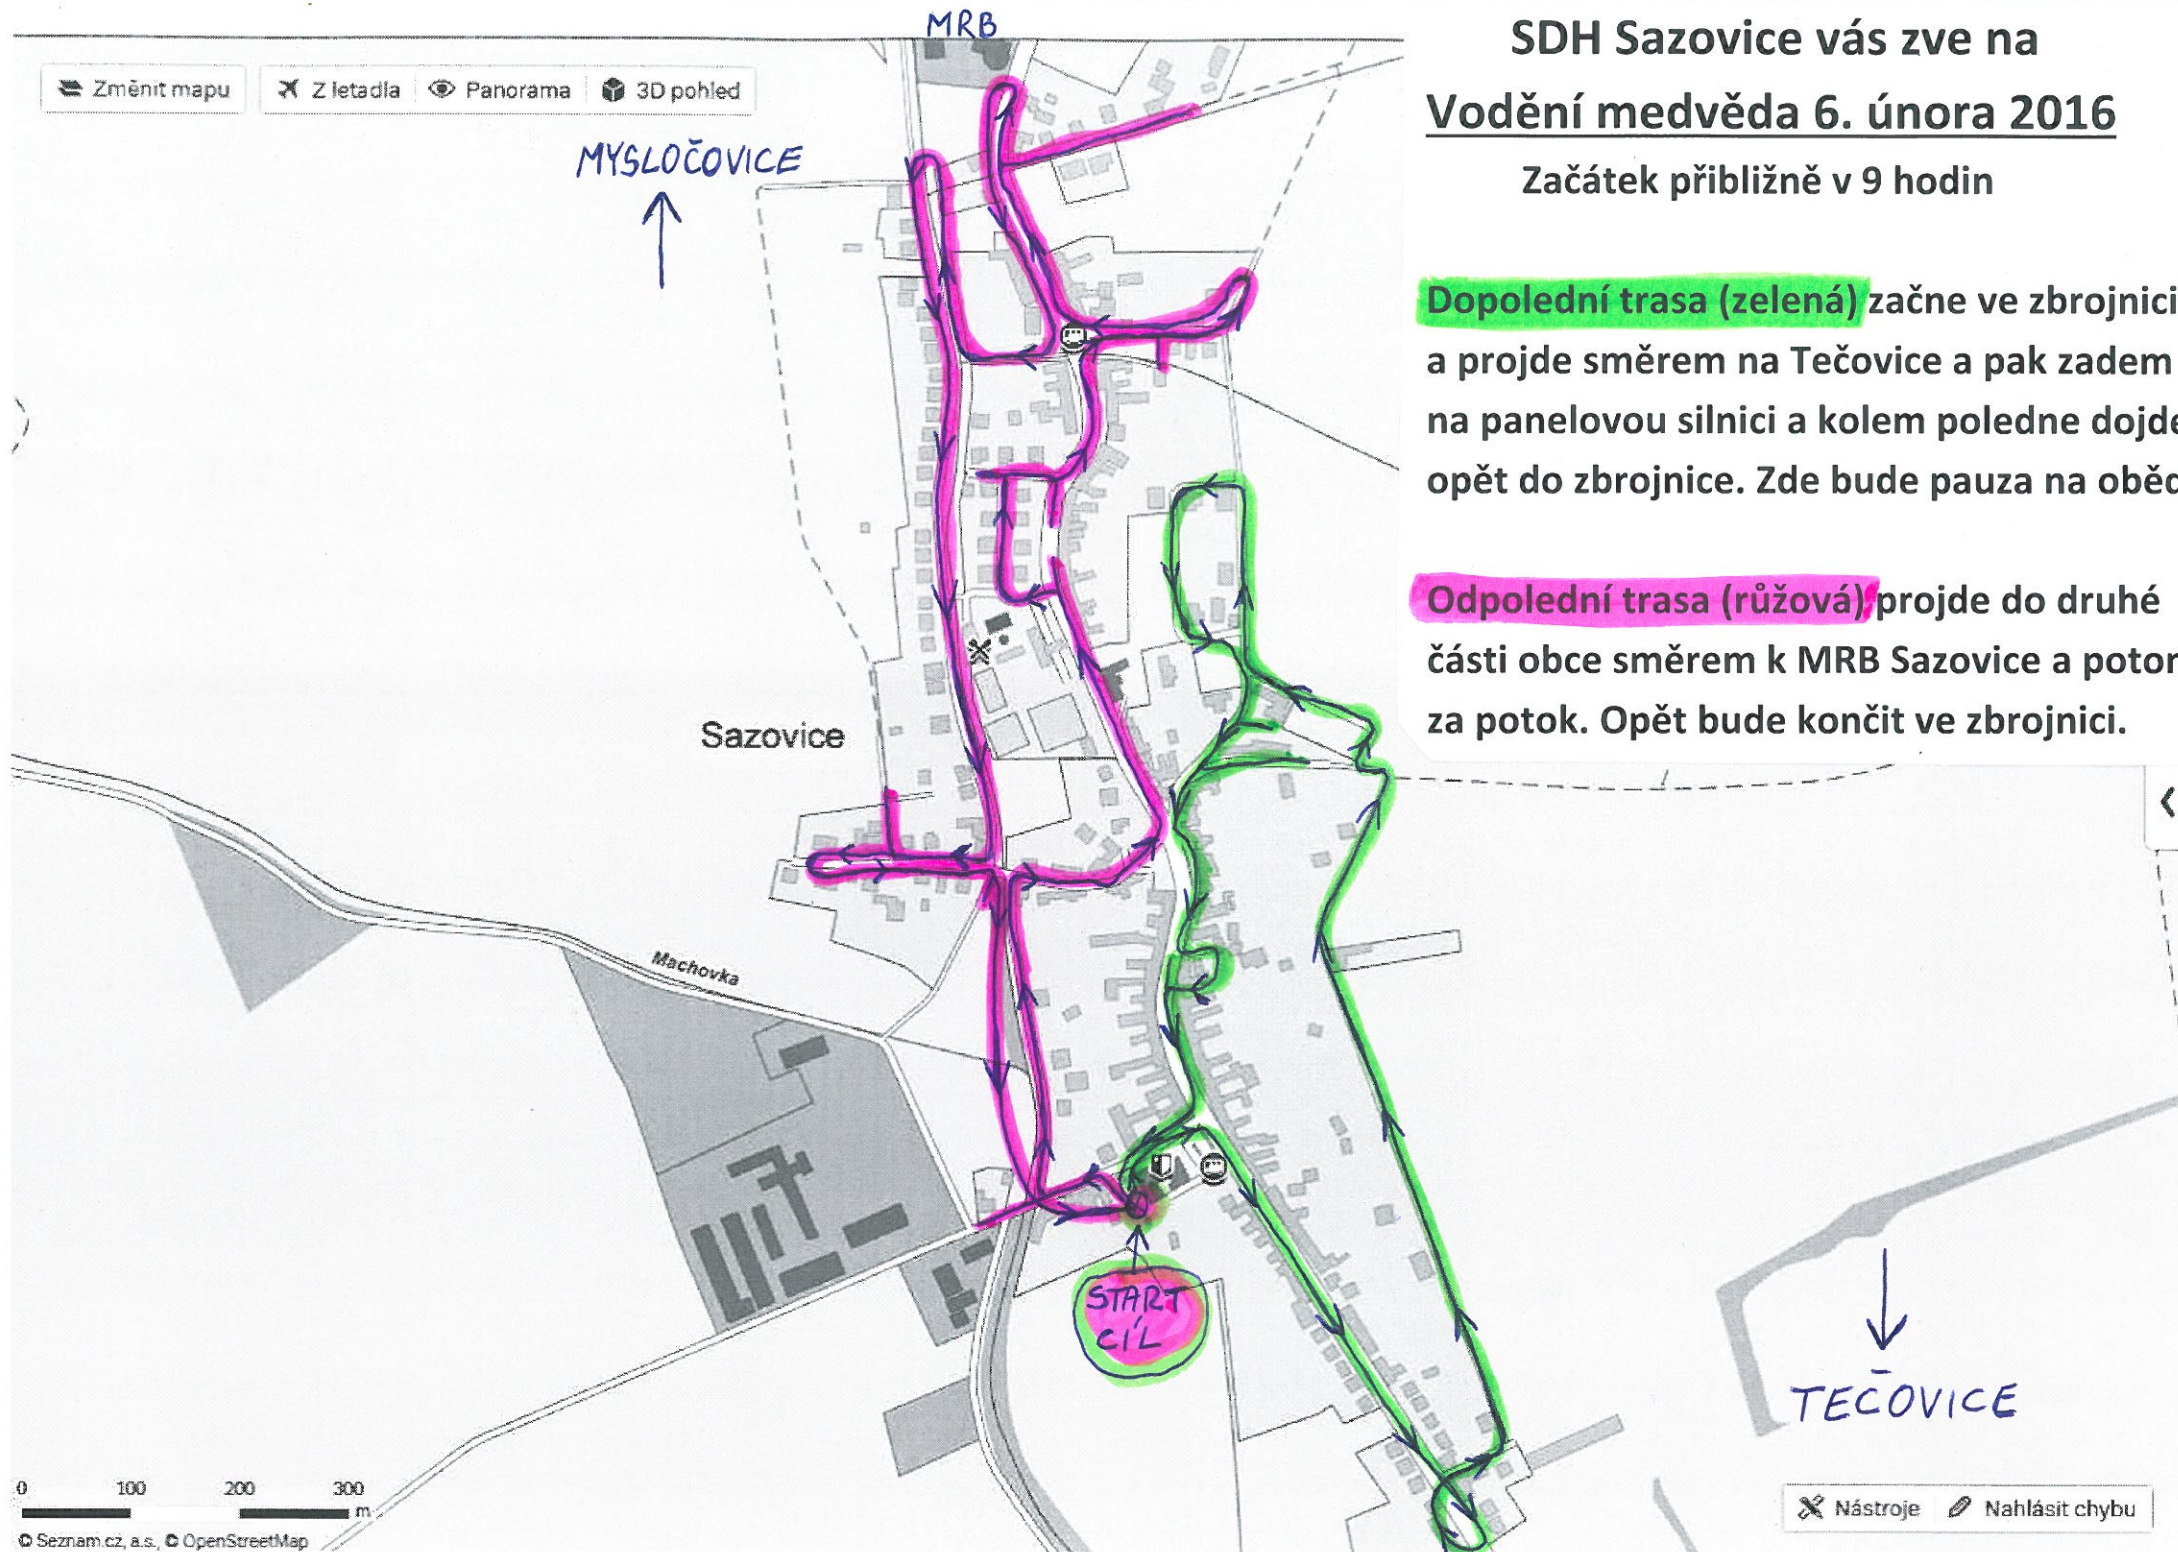 MRB
SDH Sazovice vás zve na
Vodění medvěda 6. února 2016
Začátek přibližně v 9 hodin
Změnit mapu
Z letadla
Panorama
3D pohled
MYSLOČOVICE
Dopolední trasa (zelená) začne ve zbrojnici
a projde směrem na Tečovice a pak zadem
na panelovou silnici a kolem poledne dojde
opět do zbrojnice. Zde bude pauza na oběd
Odpolední trasa (růžová) projde do druhé
části obce směrem k MRB Sazovice a potom
za potok. Opět bude končit ve zbrojnici.
Sazovice
Machovka
START
CÍL
TEČOVICE
0 100 200 300
m
© Seznam.cz, a.s., © OpenStreetMap
Nástroje
Nahlásit chybu